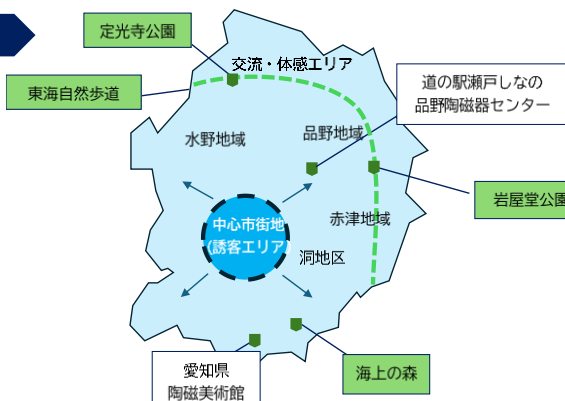 定光寺公園
交流・体感エリア
東海自然歩道
道の駅瀬戸しなの
品野陶磁器センター
水野地域
品野地域
岩屋堂公園
赤津地域
中心市街地
(誘客エリア)
洞地区
愛知県
陶磁美術館
海上の森